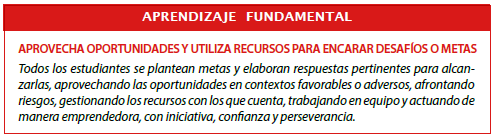 APRENDIZAJE FUNDAMENTAL
APROVECHA OPORTUNIDADES Y UTILIZA RECURSOS PARA ENCARAR DESAFÍOS O METAS
Todos los estudiantes se plantean metas y elaboran respuestas pertinentes para alcan-
zarlas, aprovechando las oportunidades en contextos favorables o adversos, afrontando
riesgos, gestionando los recursos con los que cuenta, trabajando en equipo y actuando de
manera emprendedora, con iniciativa, confianza y perseverancia.